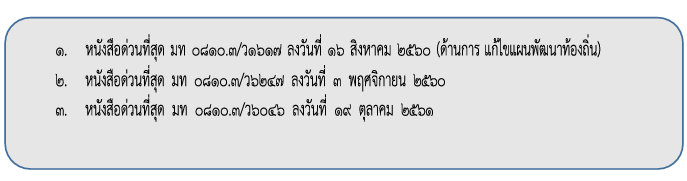 ๑. หนังสือด่วนที่สุด มท ๐๘๑๐.๓/ว๑๖๑๗ ลงวันที่ ๑๖ สิงหาคม ๒๕๖๐ (ด้านการ แก้ไขแผนพัฒนาท้องถิ่น)
๒. หนังสือด่วนที่สุด มท ๐๘๑๐.๓/ว๖๒๔๗ ลงวันที่ ๓ พฤศจิกายน ๒๕๖๐
๓. หนังสือด่วนที่สุด มท ๐๘๑๐.๓/ว๖๐๔๖ ลงวันที่ ๑๙ ตุลาคม ๒๕๖๑